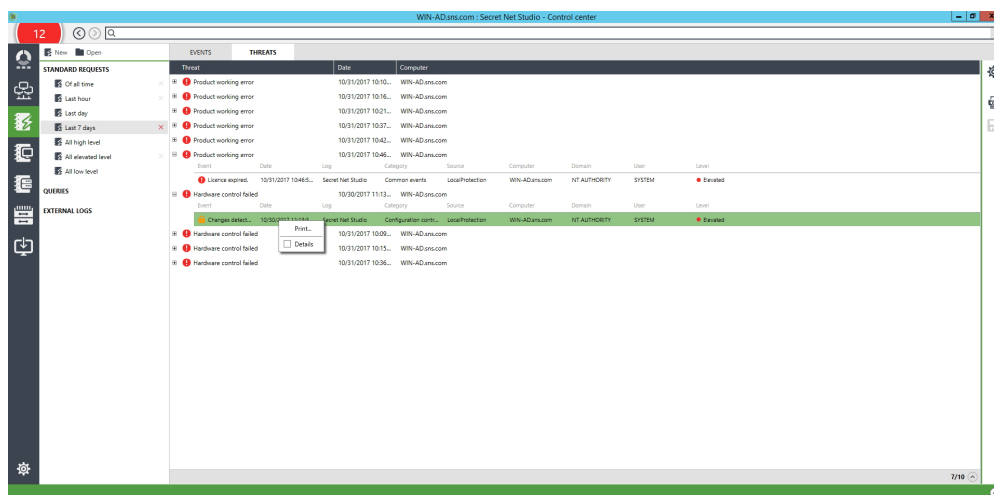 WIN-AD.sns.com : Secret Net Studio - Control center
12
New Open EVENTS THREATS
STANDARD REQUESTS
Of all time
Last hour
Last day
Last 7 days
All high level
All elevated level
All low level
QUERIES
EXTERNAL LOGS
Threat Date Computer
Product working error 10/31/2017 10:10... WIN-AD.sns.com
Product working error 10/31/2017 10:16... WIN-AD.sns.com
Product working error 10/31/2017 10:21... WIN-AD.sns.com
Product working error 10/31/2017 10:37... WIN-AD.sns.com
Product working error 10/31/2017 10:42... WIN-AD.sns.com
Product working error 10/31/2017 10:46... WIN-AD.sns.com
Event Date Log Category Source Computer Domain User Level
Licence expired. 10/31/2017 10:46:5... Secret Net Studio Common events LocalProtection WIN-AD.sns.com NT AUTHORITY SYSTEM Elevated
Hardware control failed 10/30/2017 11:13... WIN-AD.sns.com
Event Date Log Category Source Computer Domain User Level
Changes detect... 10/30/2017 11:13:5... Secret Net Studio Configuration contr... LocalProtection WIN-AD.sns.com NT AUTHORITY SYSTEM Elevated
Print...
Details
Hardware control failed 10/31/2017 10:09... WIN-AD.sns.com
Hardware control failed 10/31/2017 10:15... WIN-AD.sns.com
Hardware control failed 10/31/2017 10:36... WIN-AD.sns.com
7/10